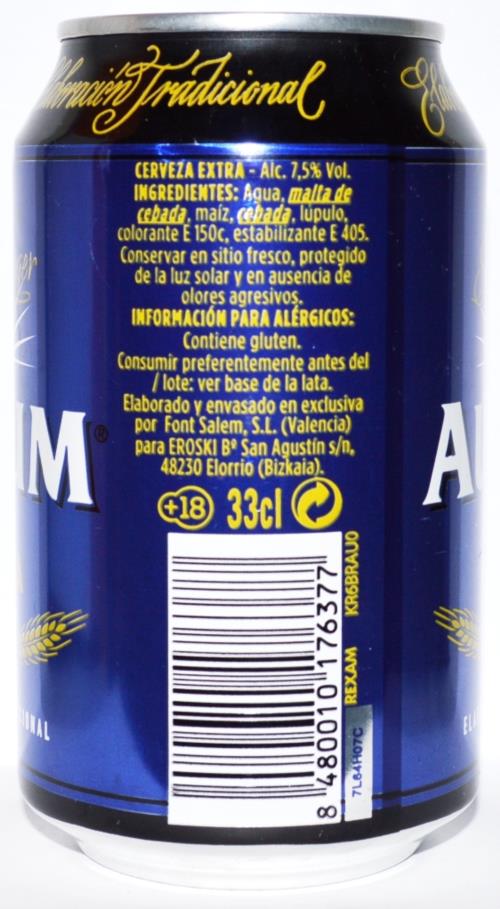 Elaboración Tradicional
CERVEZA EXTRA - Alc. 7,5% Vol.
INGREDIENTES: Agua, malta de
cebada, maíz, cebada, lúpulo,
colorante E 150c, estabilizante E 405.
Conservar en sitio fresco, protegido
de la luz solar y en ausencia de
olores agresivos.
INFORMACIÓN PARA ALÉRGICOS:
Contiene gluten.
Consumir preferentemente antes del
/ lote: ver base de la lata.
Elaborado y envasado en exclusiva
por Font Salem, S.L. (Valencia)
para EROSKI Bº San Agustín s/n,
48230 Elorrio (Bizkaia).
+18 33cl
8 480010 176377
REXAM KR6BRAU0
7L64H07C